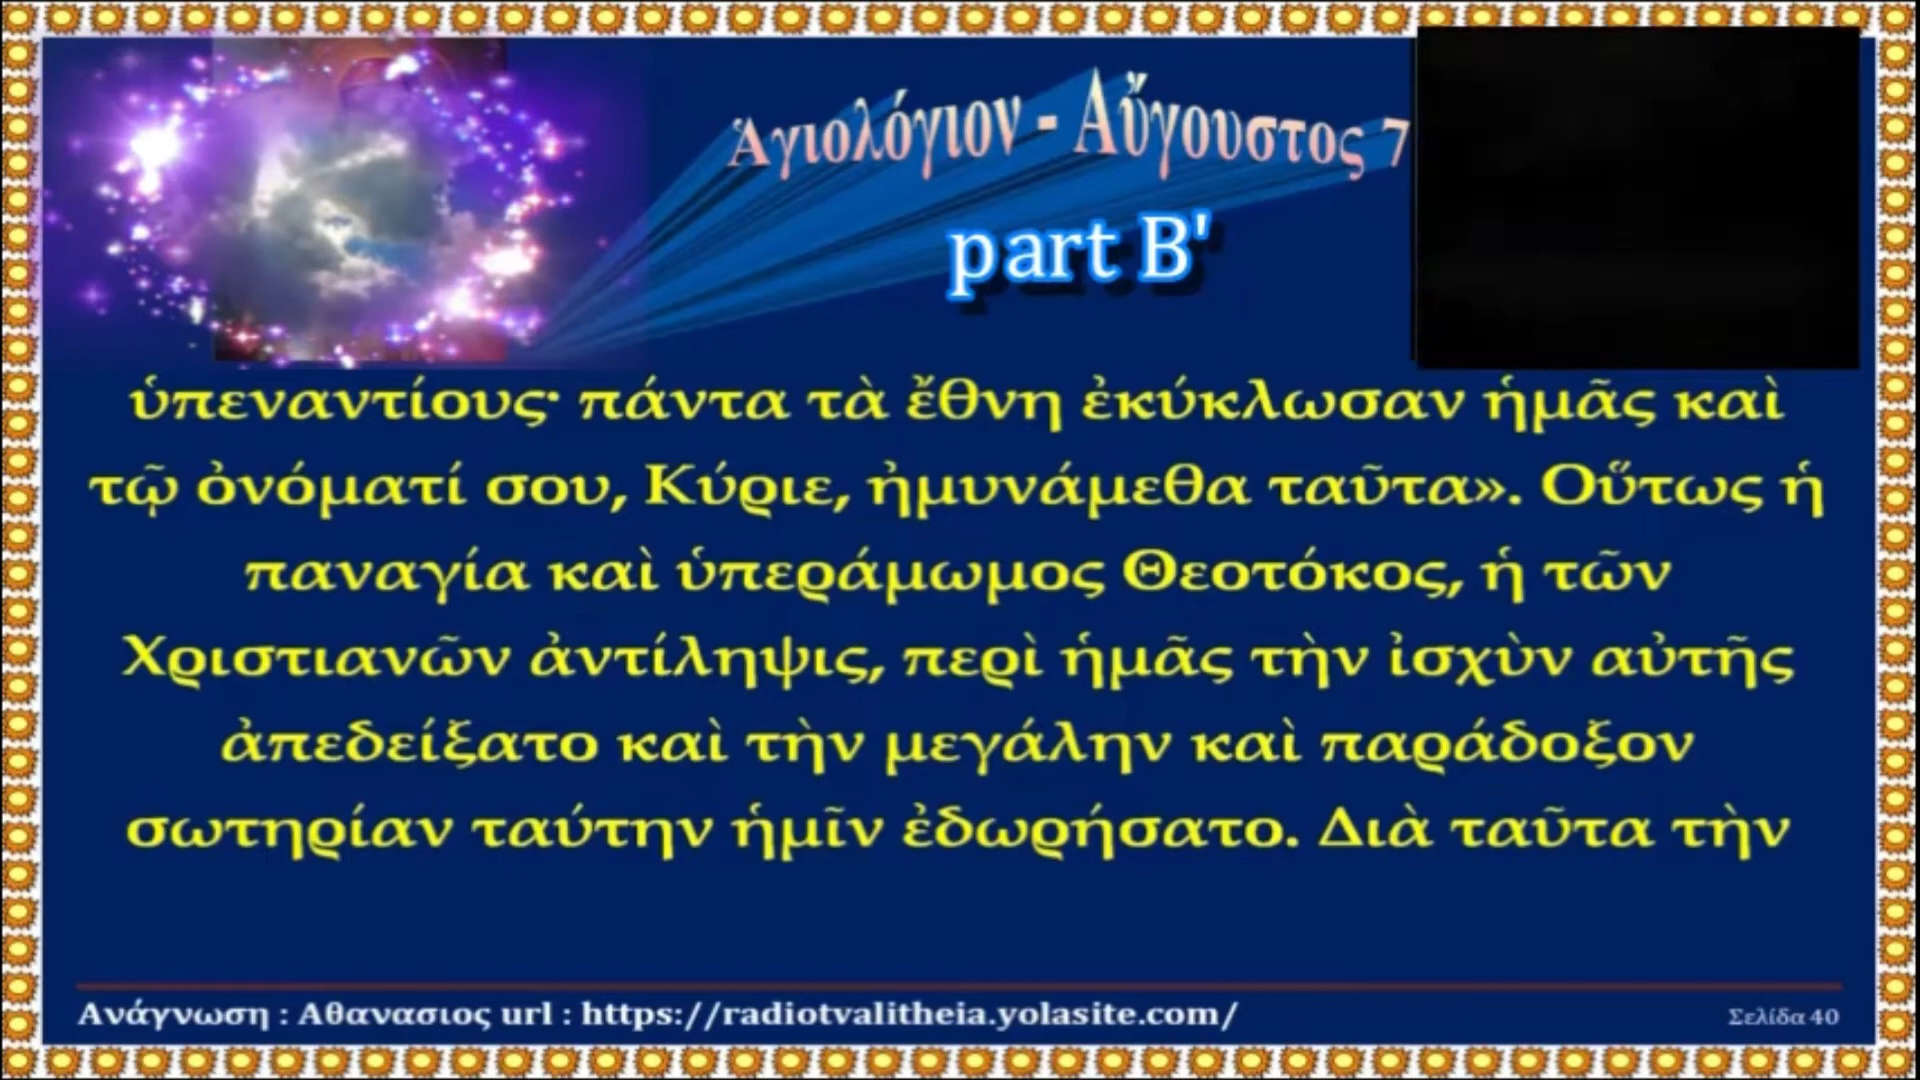 Ἁγιολόγιον - Αὔγουστος 7
part B'
ὑπεναντίους· πάντα τὰ ἔθνη ἐκύκλωσαν ἡμᾶς καὶ
τῷ ὀνόματί σου, Κύριε, ἠμυνάμεθα ταῦτα». Οὕτως ἡ
παναγία καὶ ὑπεράμωμος Θεοτόκος, ἡ τῶν
Χριστιανῶν ἀντίληψις, περὶ ἡμᾶς τὴν ἰσχὺν αὐτῆς
ἀπεδείξατο καὶ τὴν μεγάλην καὶ παράδοξον
σωτηρίαν ταύτην ἡμῖν ἐδωρήσατο. Διὰ ταῦτα τὴν
Ανάγνωση : Αθανασιος url : https://radiotvalitheia.yolasite.com/
Σελίδα 40